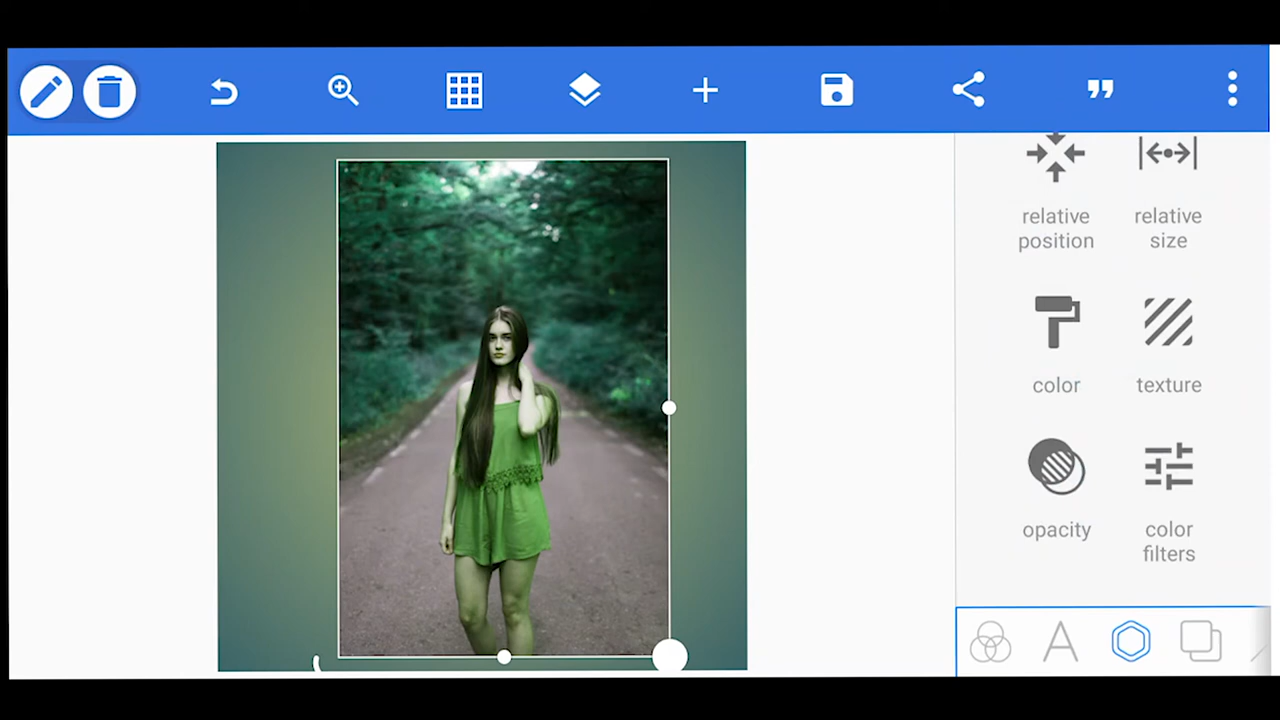 relative
position
relative
size
color
texture
opacity
color
filters